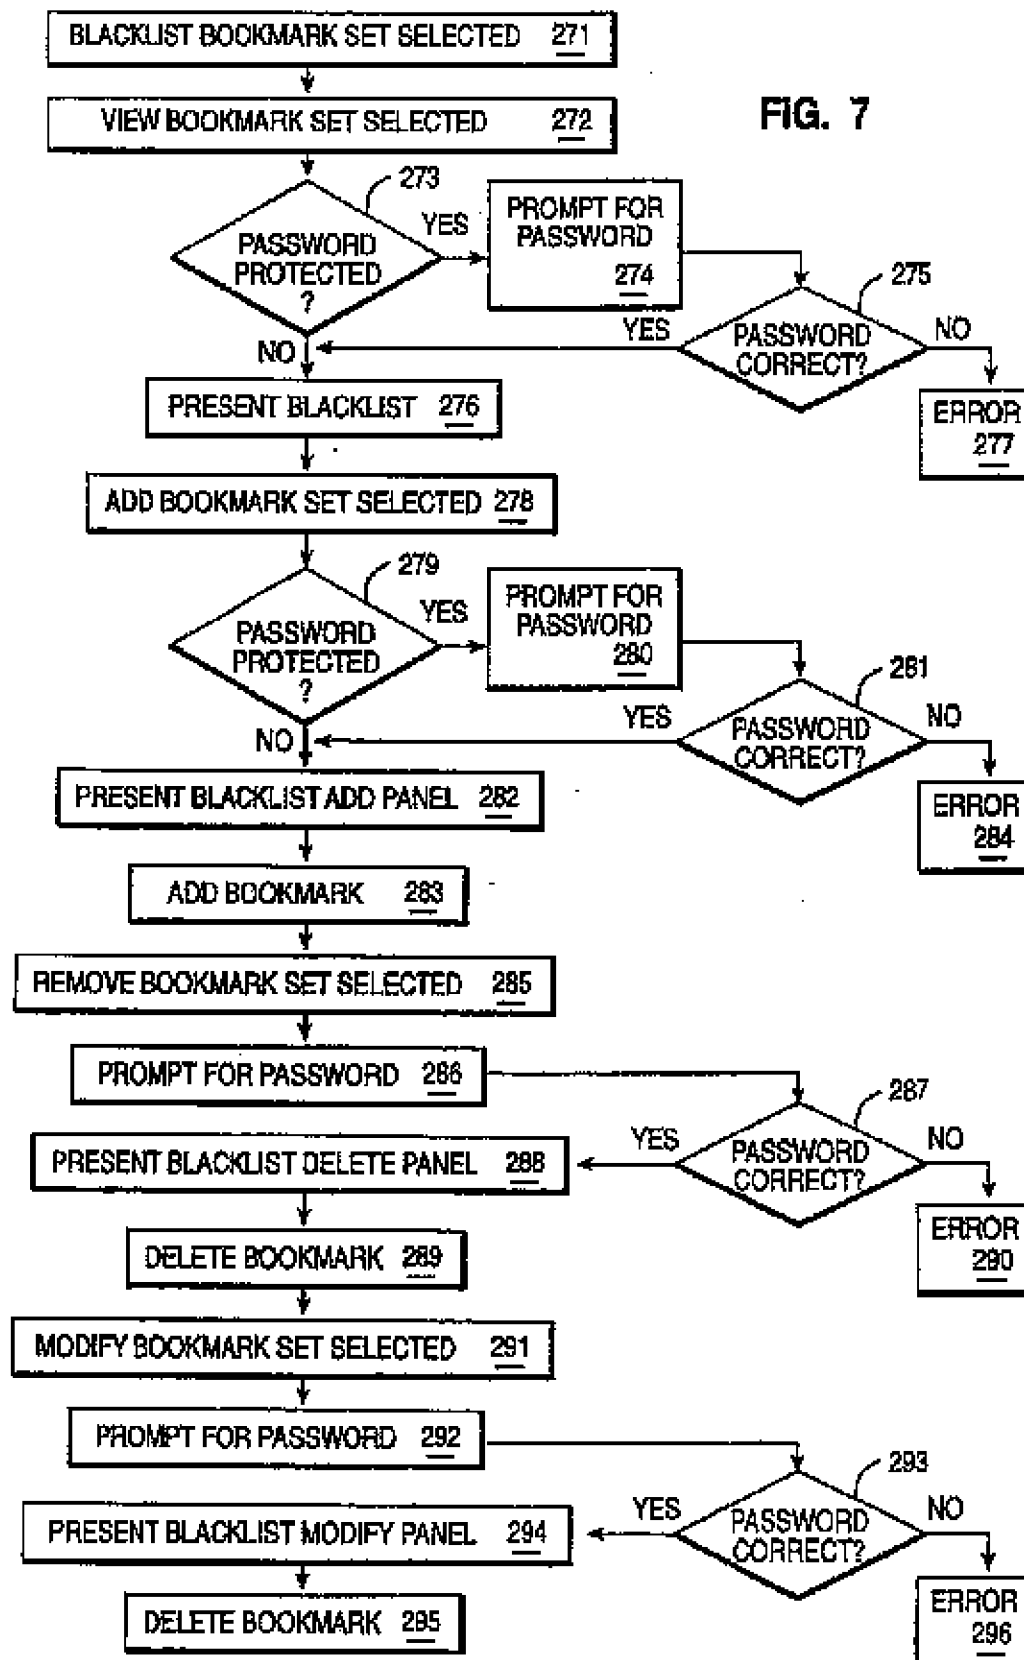 BLACKLIST BOOKMARK SET SELECTED 271
VIEW BOOKMARK SET SELECTED 272
FIG. 7
273
PASSWORD
PROTECTED
?
YES
NO
PROMPT FOR
PASSWORD
274
275
PASSWORD
CORRECT?
YES
NO
ERROR
277
PRESENT BLACKLIST 276
ADD BOOKMARK SET SELECTED 278
279
PASSWORD
PROTECTED
?
YES
NO
PROMPT FOR
PASSWORD
280
281
PASSWORD
CORRECT?
YES
NO
ERROR
284
PRESENT BLACKLIST ADD PANEL 282
ADD BOOKMARK 283
REMOVE BOOKMARK SET SELECTED 285
PROMPT FOR PASSWORD 286
287
PASSWORD
CORRECT?
YES
NO
ERROR
290
PRESENT BLACKLIST DELETE PANEL 288
DELETE BOOKMARK 289
MODIFY BOOKMARK SET SELECTED 291
PROMPT FOR PASSWORD 292
293
PASSWORD
CORRECT?
YES
NO
ERROR
296
PRESENT BLACKLIST MODIFY PANEL 294
DELETE BOOKMARK 295